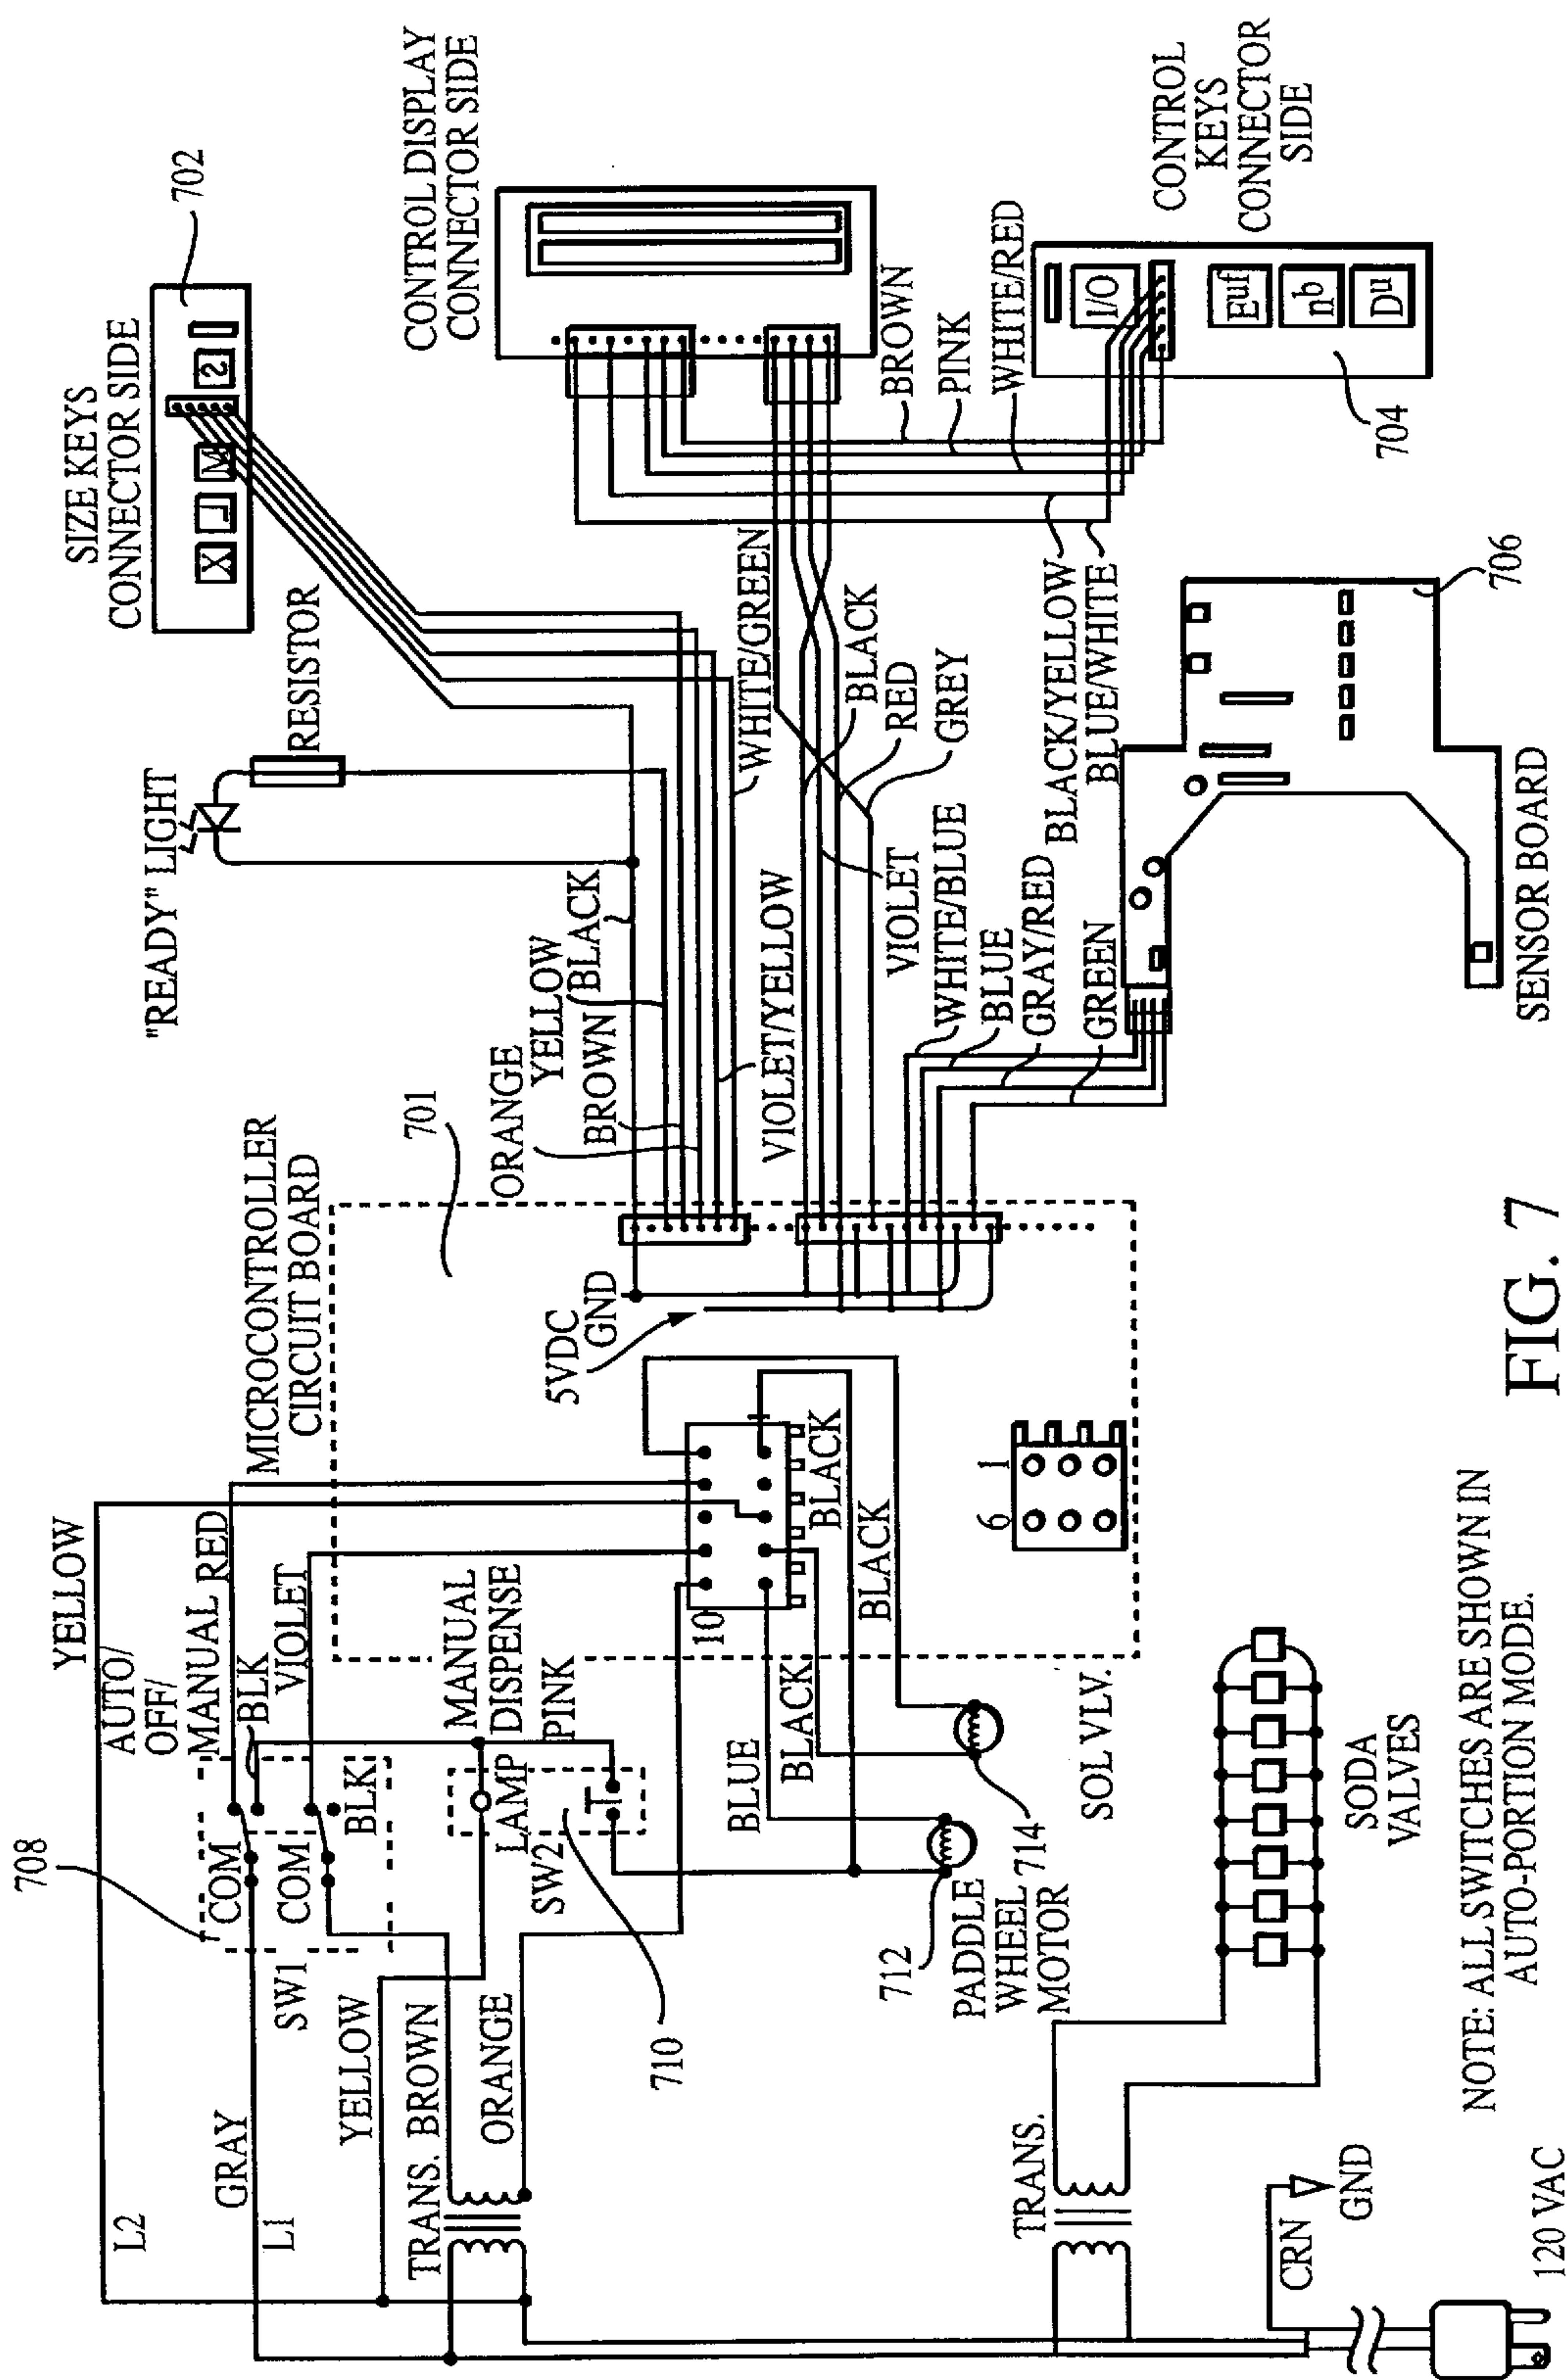 SIZE KEYS
CONNECTOR SIDE
702
X
M
2
CONTROL DISPLAY
CONNECTOR SIDE
CONTROL
KEYS
CONNECTOR
SIDE
I/O
Euf
nb
Du
704
BROWN
PINK
WHITE/RED
"READY" LIGHT
RESISTOR
WHITE/GREEN
BLACK
RED
GREY
BLACK/YELLOW
BLUE/WHITE
706
SENSOR BOARD
ORANGE
YELLOW
BLACK
BROWN
VIOLET/YELLOW
VIOLET
WHITE/BLUE
BLUE
GRAY/RED
GREEN
MICROCONTROLLER
CIRCUIT BOARD
701
5VDC
GND
YELLOW
AUTO/
OFF/
MANUAL
RED
BLK
VIOLET
MANUAL
DISPENSE
PINK
10
BLACK
BLACK
1
6
708
COM
COM
BLK
SW1
LAMP
SW2
710
BLUE
BLACK
712
PADDLE
WHEEL
MOTOR
714
SOL VLV.
SODA
VALVES
L2
GRAY
L1
YELLOW
TRANS.
BROWN
ORANGE
TRANS.
CRN
GND
120 VAC
NOTE: ALL SWITCHES ARE SHOWN IN
AUTO-PORTION MODE.
FIG. 7